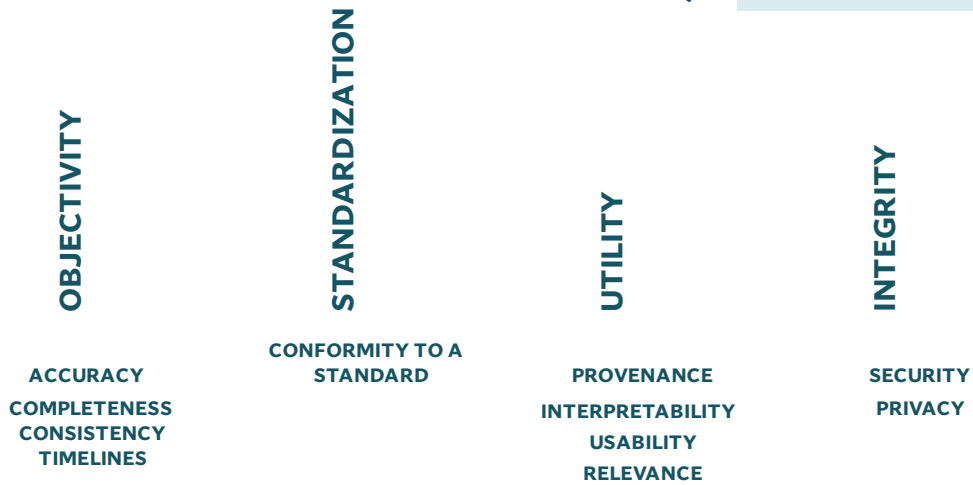 OBJECTIVITY
ACCURACY
COMPLETENESS
CONSISTENCY
TIMELINES
STANDARDIZATION
CONFORMITY TO A
STANDARD
UTILITY
PROVENANCE
INTERPRETABILITY
USABILITY
RELEVANCE
INTEGRITY
SECURITY
PRIVACY